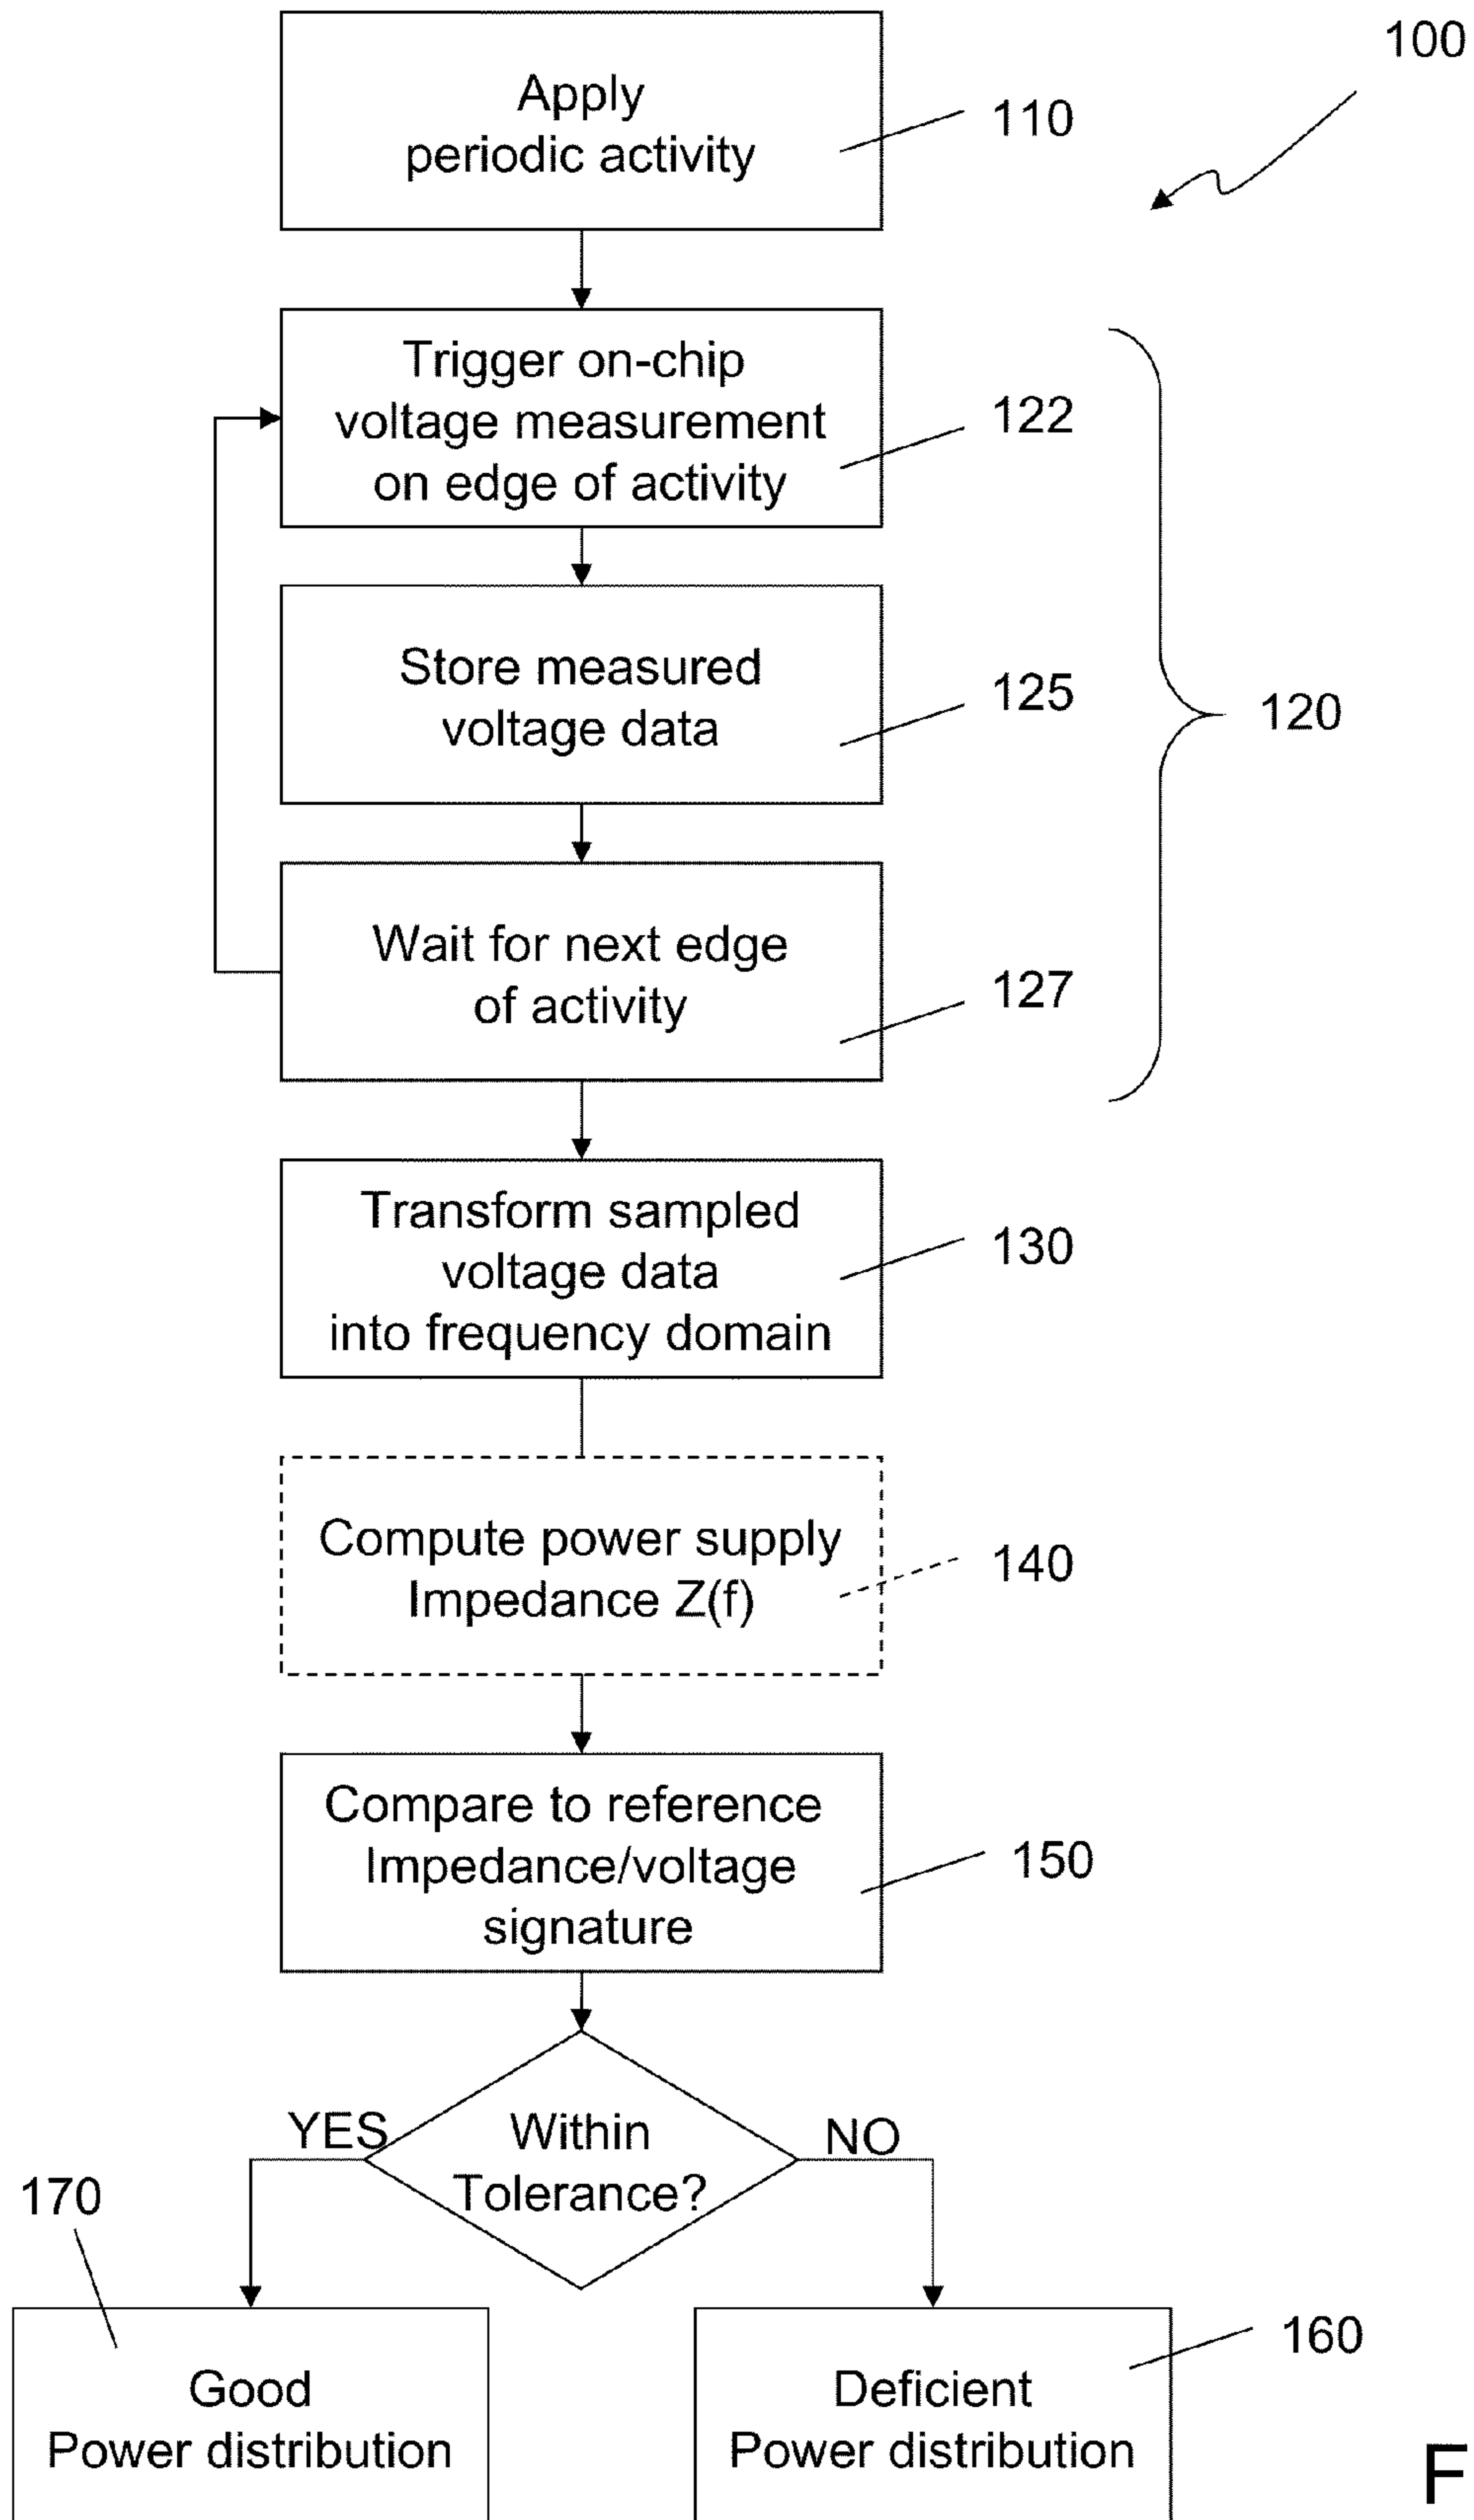 100
Apply
periodic activity
110
Trigger on-chip
voltage measurement
on edge of activity
122
Store measured
voltage data
125
120
Wait for next edge
of activity
127
Transform sampled
voltage data
into frequency domain
130
Compute power supply
Impedance Z(f)
140
Compare to reference
Impedance/voltage
signature
150
Within
Tolerance?
YES
NO
170
Good
Power distribution
160
Deficient
Power distribution
F